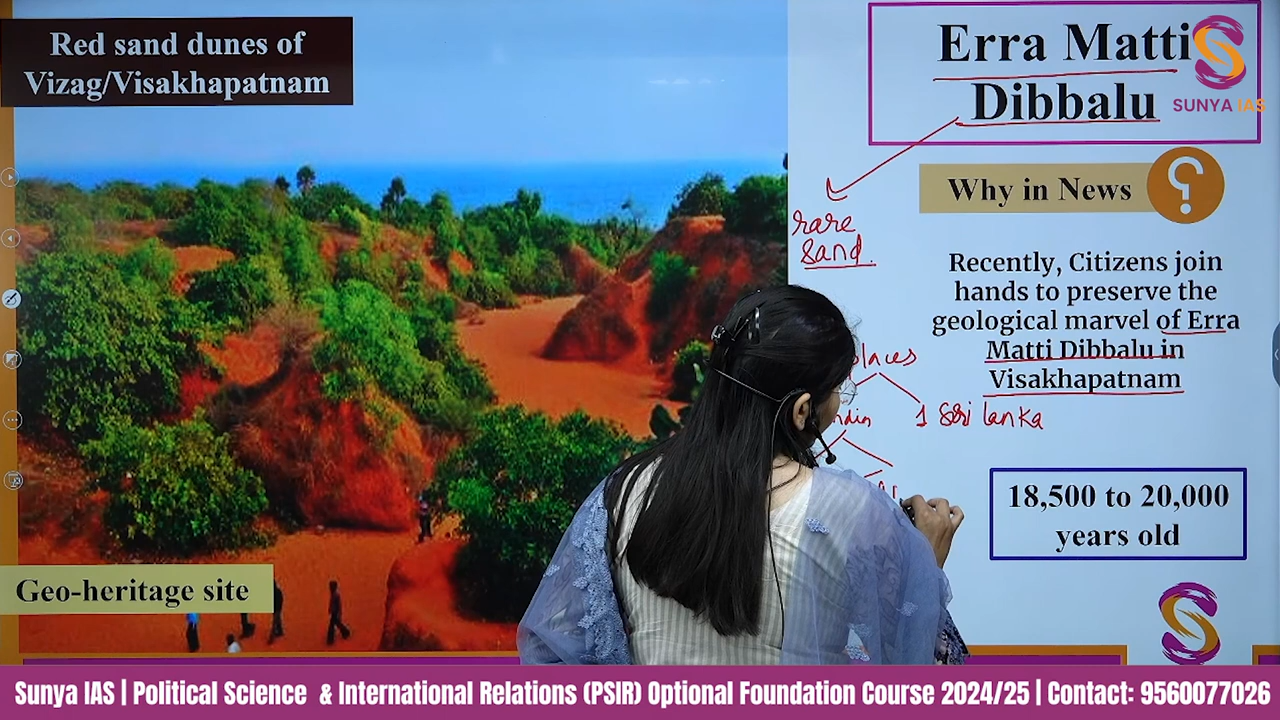 Red sand dunes of
Vizag/Visakhapatnam
Erra Matti
Dibbalu
SUNYA IAS
Why in News
?
rare
Sand
Recently, Citizens join
hands to preserve the
geological marvel of Erra
Matti Dibbalu in
Visakhapatnam
1 Sri lanka
18,500 to 20,000
years old
Geo-heritage site
Sunya IAS | Political Science & International Relations (PSIR) Optional Foundation Course 2024/25 | Contact: 9560077026